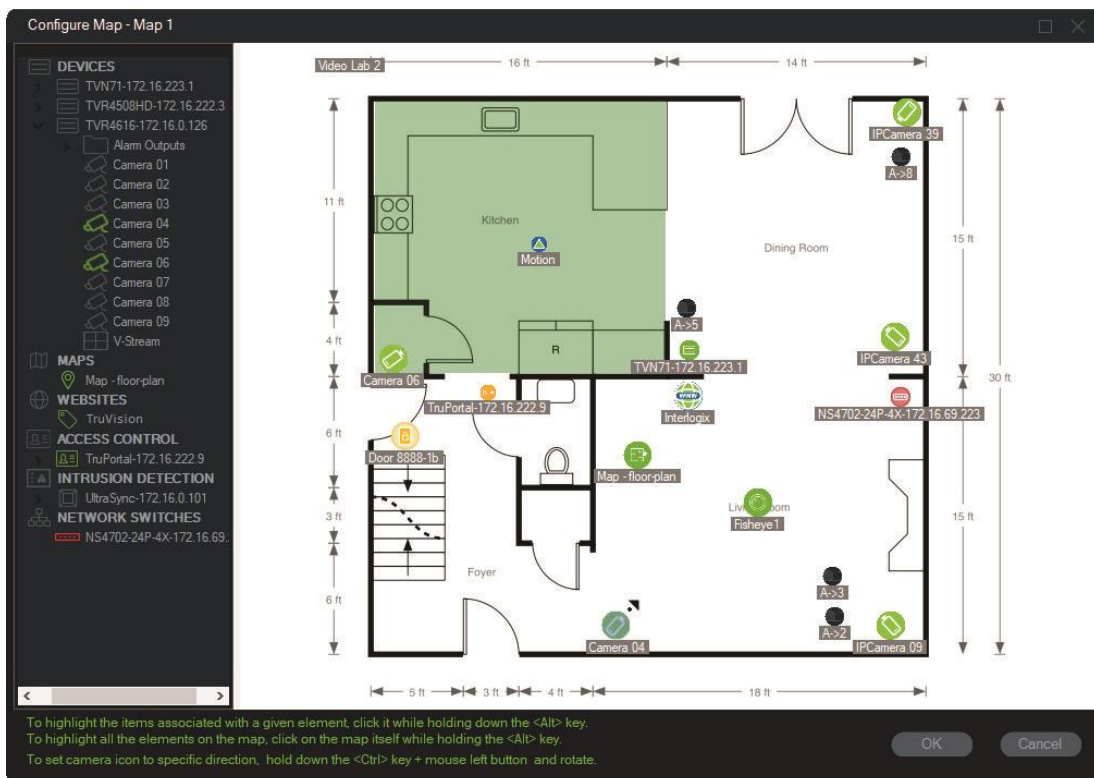 Configure Map - Map 1
DEVICES
TVN71-172.16.223.1
TVR4508HD-172.16.222.3
TVR4616-172.16.0.126
Alarm Outputs
Camera 01
Camera 02
Camera 03
Camera 04
Camera 05
Camera 06
Camera 07
Camera 08
Camera 09
V-Stream
MAPS
Map - floor-plan
WEBSITES
TruVision
ACCESS CONTROL
TruPortal-172.16.222.9
INTRUSION DETECTION
UltraSync-172.16.0.101
NETWORK SWITCHES
NS4702-24P-4X-172.16.69..
Video Lab 2
16 ft
14 ft
IPCamera 39
A->8
11 ft
Kitchen
15 ft
Dining Room
Motion
A->5
4 ft
R
IPCamera 43
TVN71-172.16.223.1
Camera 06
30 ft
WWW
TruPortal-172.16.222.9
Interlogix
NS4702-24P-4X-172.16.69.223
6 ft
Door 8888-1b
Map - floor-plan
Living Room
Fisheye1
3 ft
15 ft
Foyer
A->3
6 ft
A->2
Camera 04
IPCamera 09
5 ft
3 ft
4 ft
18 ft
To highlight the items associated with a given element, click it while holding down the <Alt> key.
To highlight all the elements on the map, click on the map itself while holding the <Alt> key.
To set camera icon to specific direction, hold down the <Ctrl> key + mouse left button and rotate.
OK
Cancel